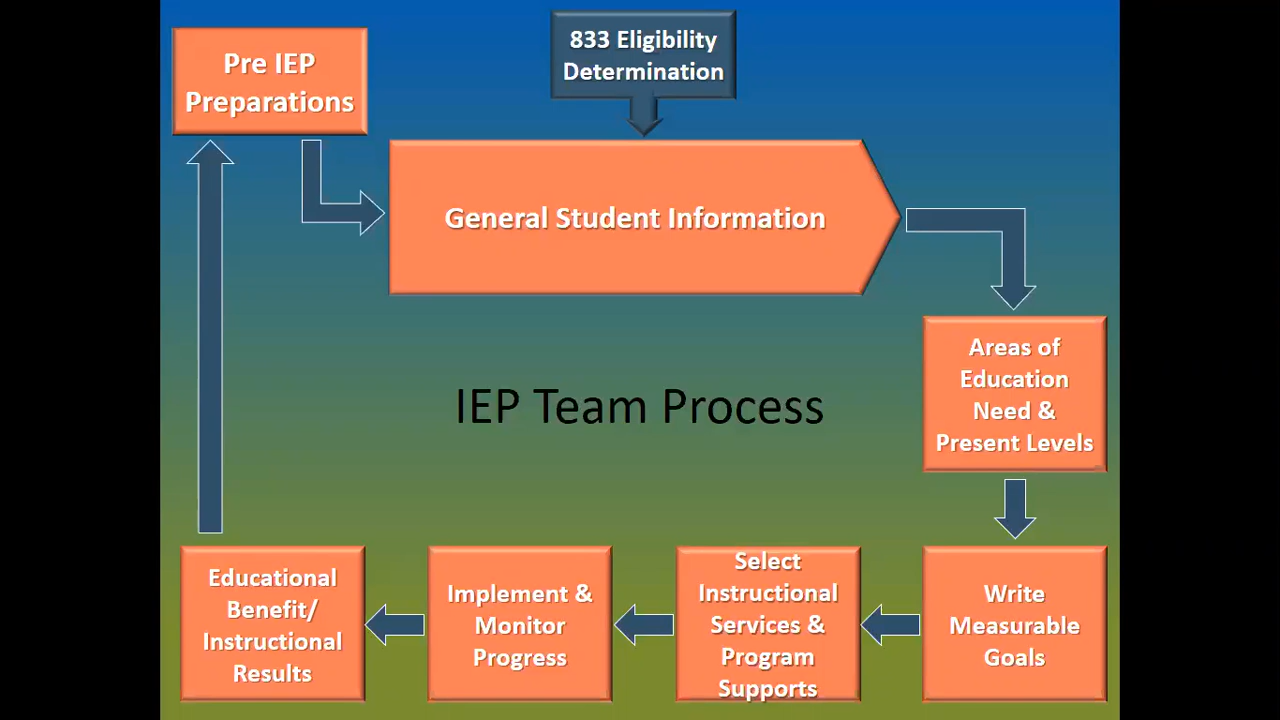 Pre IEP
Preparations
833 Eligibility
Determination
General Student Information
Areas of
Education
Need &
Present Levels
IEP Team Process
Educational
Benefit/
Instructional
Results
Implement &
Monitor
Progress
Select
Instructional
Services &
Program
Supports
Write
Measurable
Goals